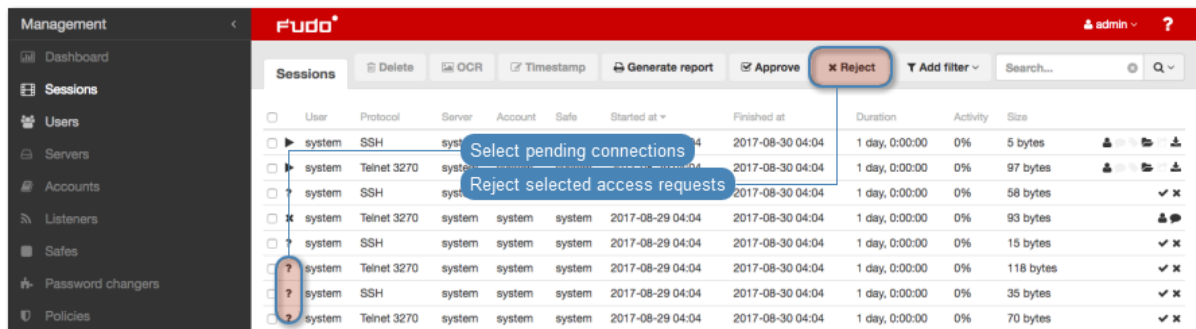 Management
Fudo
admin
?
Dashboard
Sessions
Users
Servers
Accounts
Listeners
Safes
Password changers
Policies
Sessions Delete OCR Timestamp Generate report Approve Reject Add filter Search...
User Protocol Server Account Safe Started at Finished at Duration Activity Size
system SSH 4 2017-08-30 04:04 1 day, 0:00:00 0% 5 bytes
Select pending connections
system Telnet 3270 2017-08-30 04:04 1 day, 0:00:00 0% 97 bytes
Reject selected access requests
? system SSH 2017-08-30 04:04 1 day, 0:00:00 0% 58 bytes
system Telnet 3270 system system system 2017-08-29 04:04 2017-08-30 04:04 1 day, 0:00:00 0% 93 bytes
? system SSH system system system 2017-08-29 04:04 2017-08-30 04:04 1 day, 0:00:00 0% 15 bytes
? system Telnet 3270 system system system 2017-08-29 04:04 2017-08-30 04:04 1 day, 0:00:00 0% 118 bytes
? system SSH system system system 2017-08-29 04:04 2017-08-30 04:04 1 day, 0:00:00 0% 35 bytes
? system Telnet 3270 system system system 2017-08-29 04:04 2017-08-30 04:04 1 day, 0:00:00 0% 70 bytes